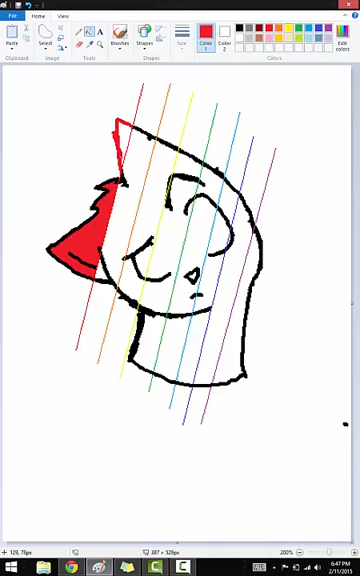 Home View
Paste
Select
Brushes
Shapes
Size
Color 1
Color 2
Edit colors
Clipboard Image Tools Shapes Colors
129, 78px
387 × 529px
200%
6:47 PM
2/11/2015